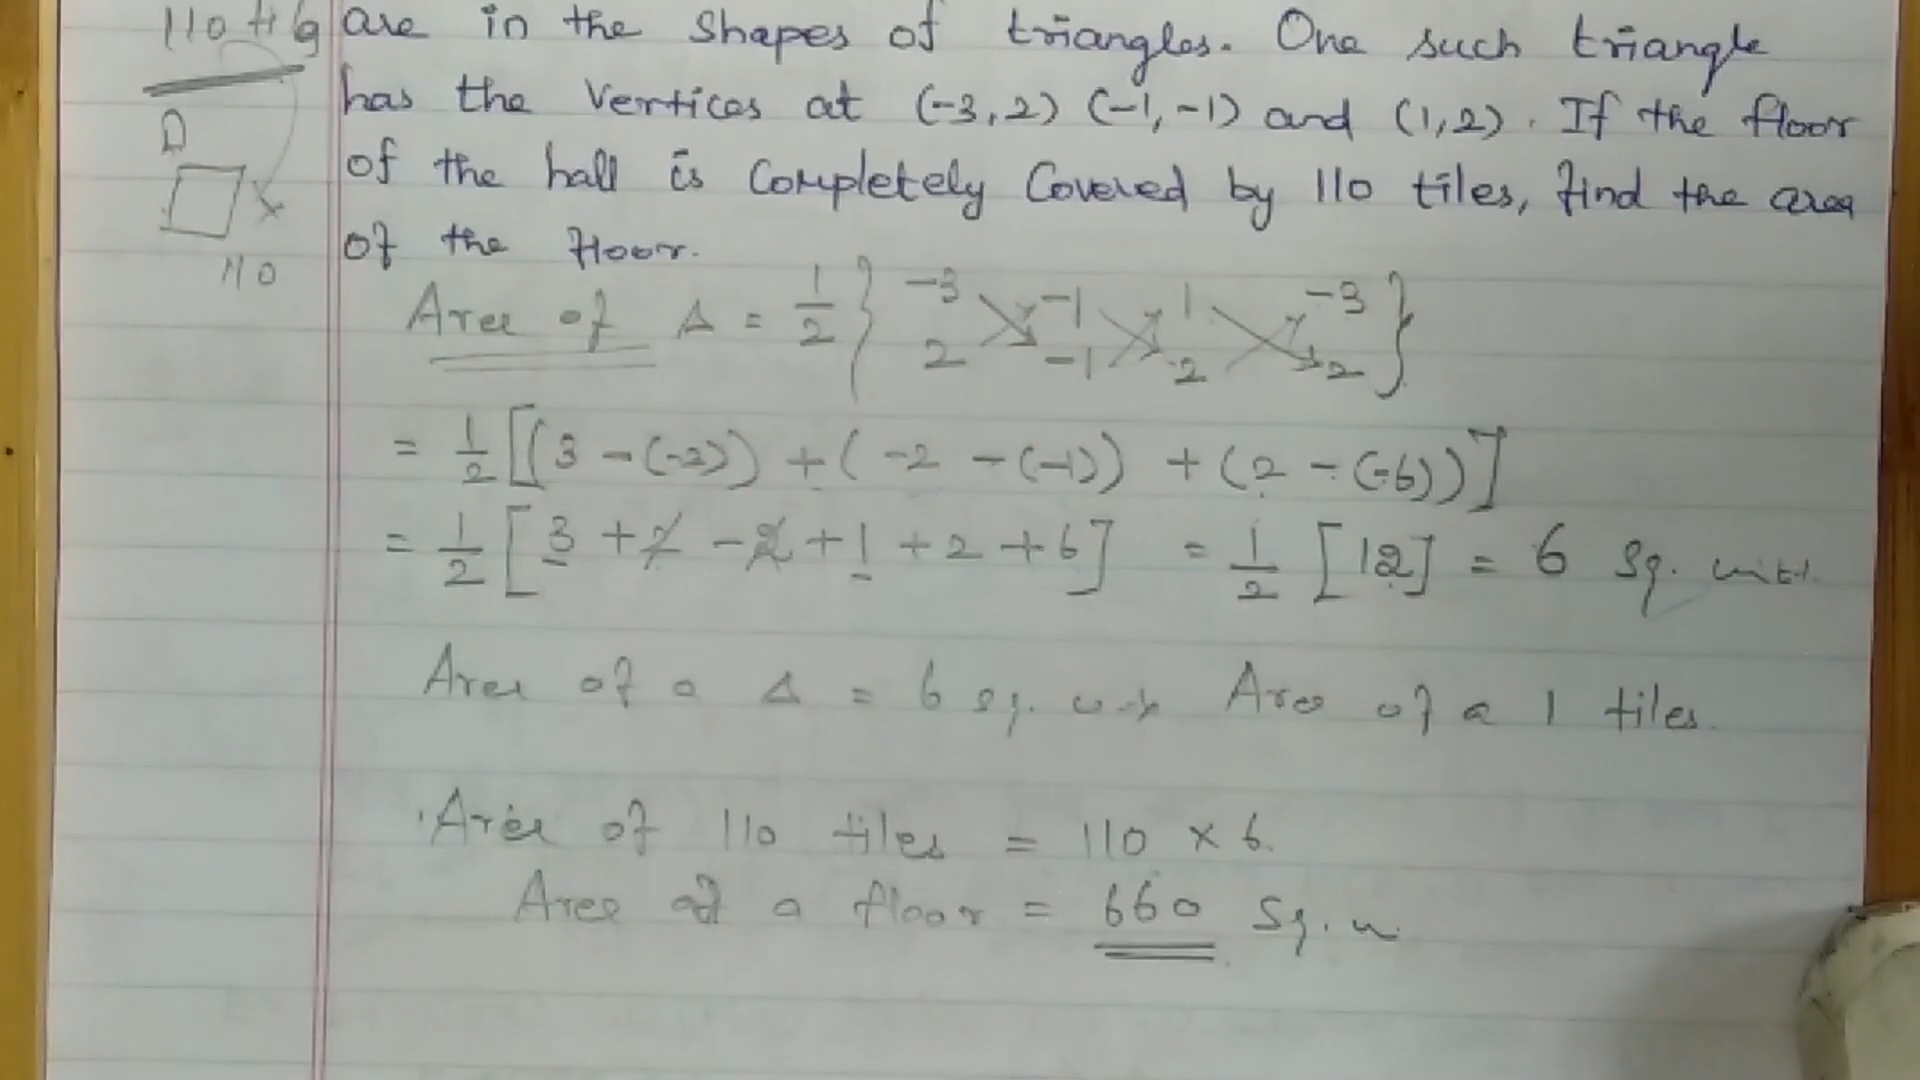 110 are in the Shapes of triangles. One such triangle
has the vertices at (-3,2) (-1,-1) and (1,2). If the floor
D
of the hall is Completely Covered by 110 tiles, find the area
of the floor.
110
Area of Δ = 1/2 { -3 -1 1 -3
2 -1 2 2 }
= 1/2 [(3 - (-2)) + (-2 - (-1)) + (2 - (-6))]
= 1/2 [3 + 2 - 2 + 1 + 2 + 6] = 1/2 [12] = 6 Sq. unit.
Area of a Δ = 6 sq. Area of a 1 tiles.
Area of 110 tiles = 110 x 6.
Area of a floor = 660 Sq. u.